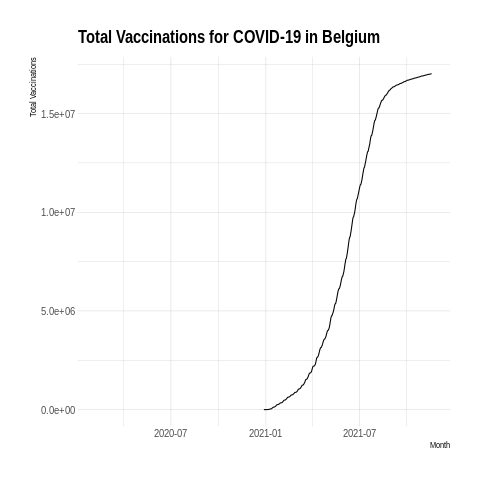 Total Vaccinations for COVID-19 in Belgium
Total Vaccinations
1.5e+07
1.0e+07
5.0e+06
0.0e+00
2020-07 2021-01 2021-07
Month